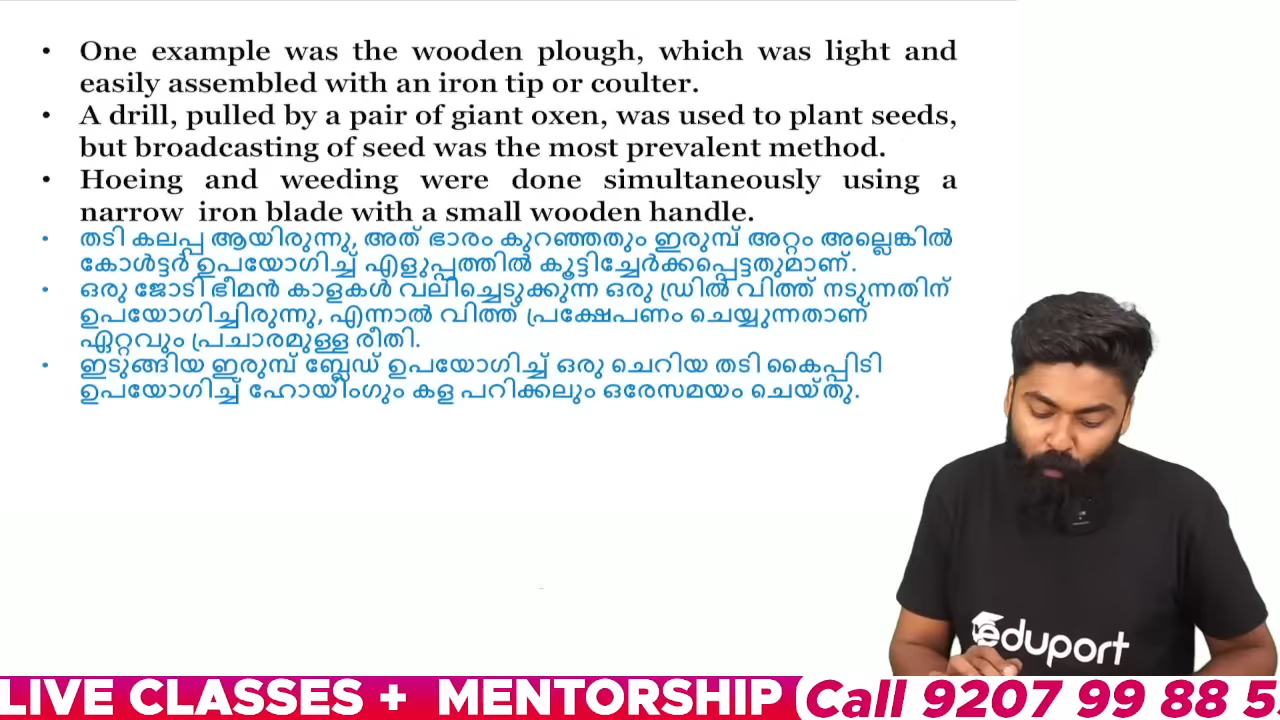 • One example was the wooden plough, which was light and
easily assembled with an iron tip or coulter.
• A drill, pulled by a pair of giant oxen, was used to plant seeds,
but broadcasting of seed was the most prevalent method.
• Hoeing and weeding were done simultaneously using a
narrow iron blade with a small wooden handle.
• തടി കലപ്പ ആയിരുന്നു, അത് ഭാരം കുറഞ്ഞതും ഇരുമ്പ് അറ്റം അല്ലെങ്കിൽ
കോൾട്ടർ ഉപയോഗിച്ച് എളുപ്പത്തിൽ കൂട്ടിച്ചേർക്കപ്പെട്ടതുമാണ്.
• ഒരു ജോടി ഭീമൻ കാളകൾ വലിച്ചെടുക്കുന്ന ഒരു ഡ്രിൽ വിത്ത് നടുന്നതിന്
ഉപയോഗിച്ചിരുന്നു, എന്നാൽ വിത്ത് പ്രക്ഷേപണം ചെയ്യുന്നതാണ്
ഏറ്റവും പ്രചാരമുള്ള രീതി.
• ഇടുങ്ങിയ ഇരുമ്പ് ബ്ലേഡ് ഉപയോഗിച്ച് ഒരു ചെറിയ തടി കൈപ്പിടി
ഉപയോഗിച്ച് ഹോയിംഗും കള പറിക്കലും ഒരേസമയം ചെയ്തു.
eduport
LIVE CLASSES + MENTORSHIP Call 9207 99 88 5